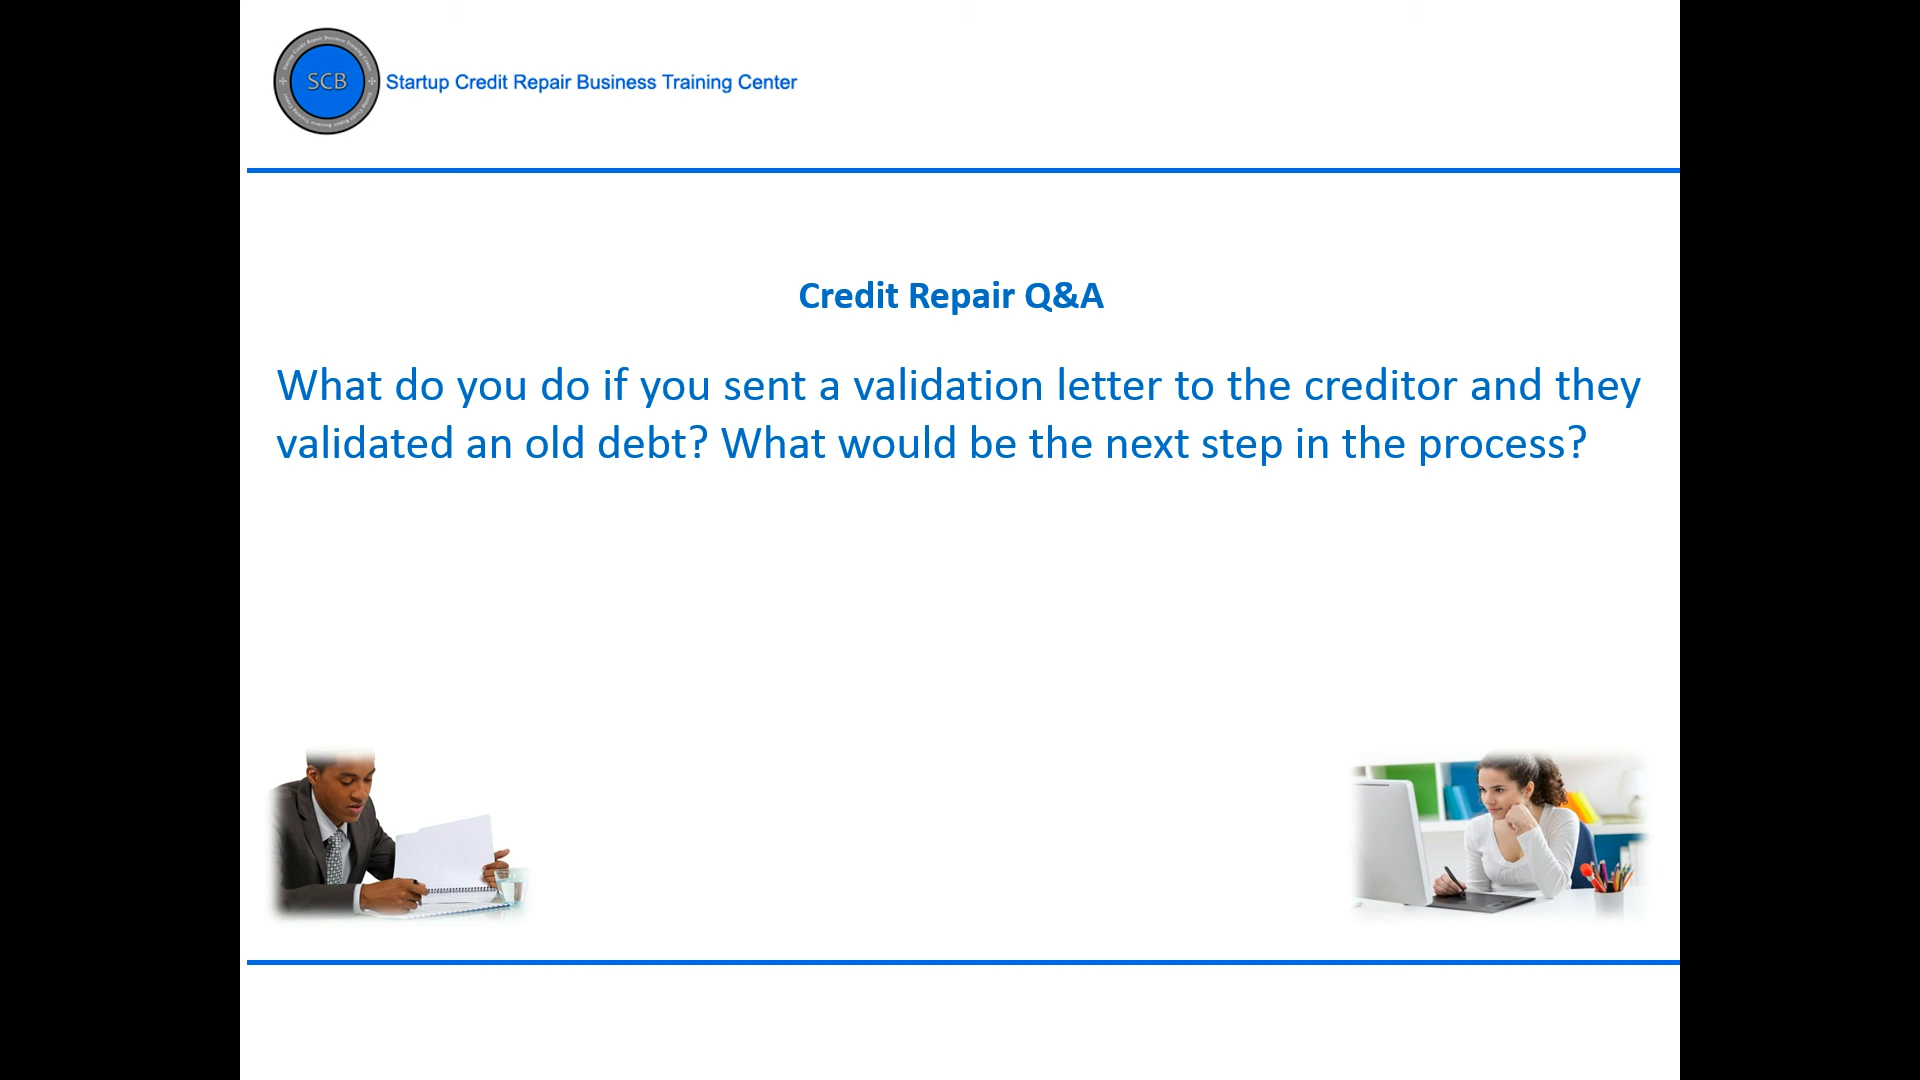 SCB
Startup Credit Repair Business Training Center
Credit Repair Q&A
What do you do if you sent a validation letter to the creditor and they
validated an old debt? What would be the next step in the process?